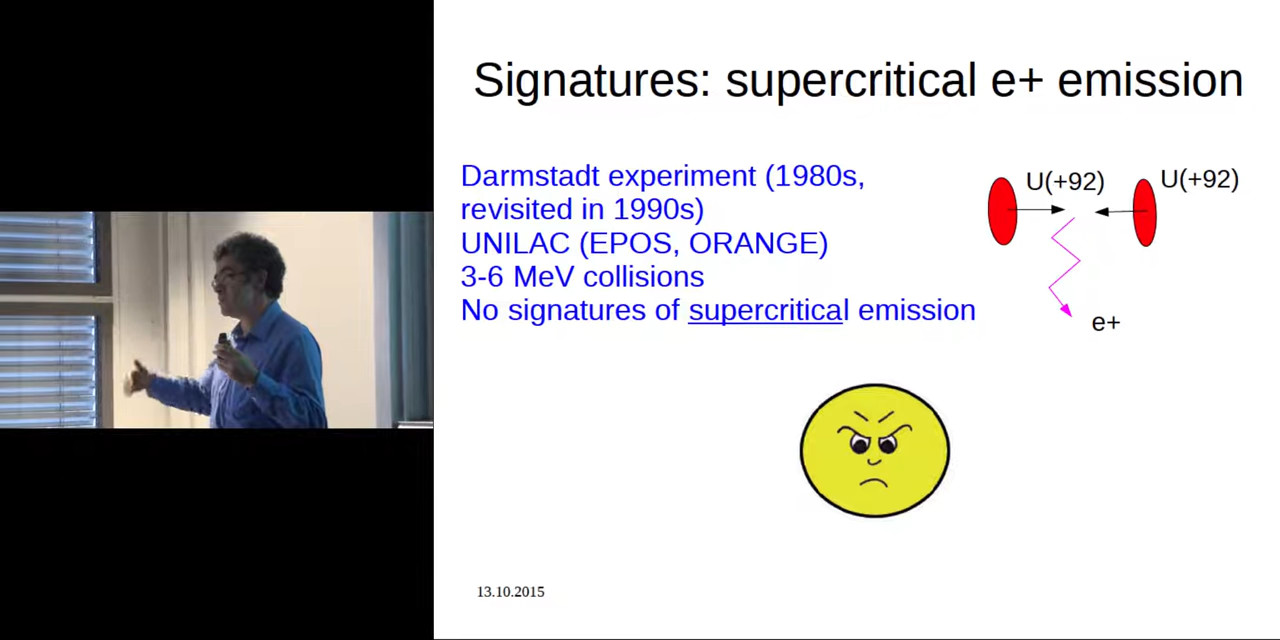 Signatures: supercritical e+ emission
Darmstadt experiment (1980s,
revisited in 1990s)
UNILAC (EPOS, ORANGE)
3-6 MeV collisions
No signatures of supercritical emission
U(+92)
U(+92)
e+
13.10.2015